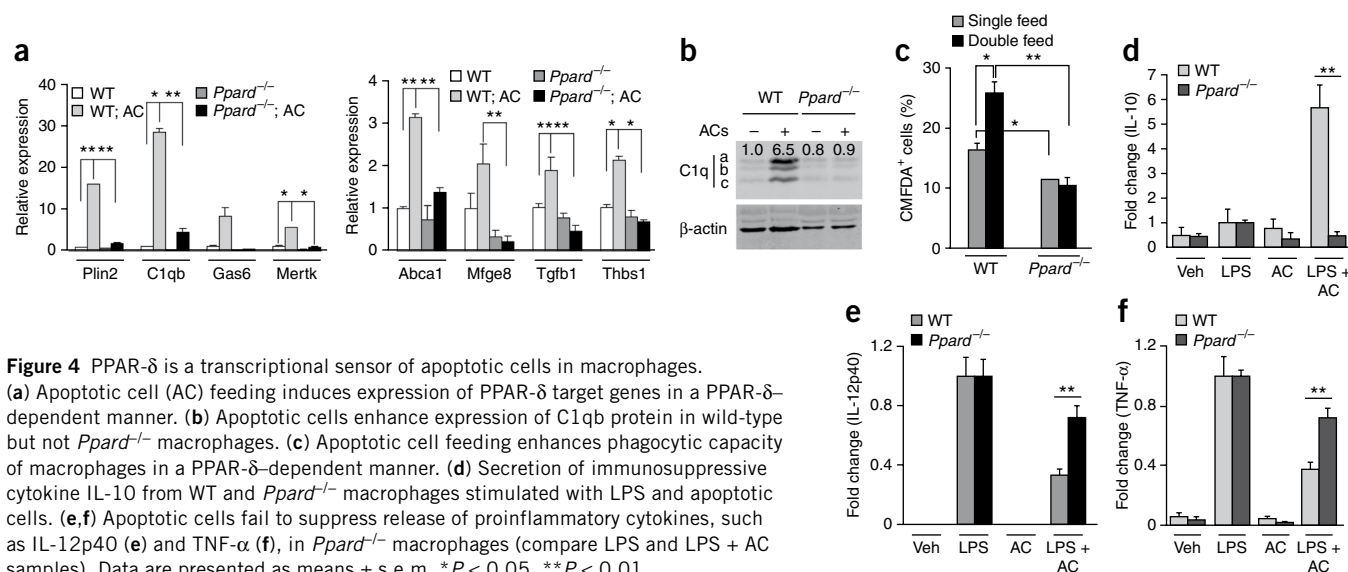 a
40
30
20
10
0
Relative expression
WT
WT; AC
Ppard–/–
Ppard–/–; AC
****
* **
* *
Plin2 C1qb Gas6 Mertk
4
3
2
1
0
Relative expression
WT
WT; AC
Ppard–/–
Ppard–/–; AC
** **
**
****
* *
Abca1 Mfge8 Tgfb1 Thbs1
b
WT Ppard–/–
ACs – + – +
1.0 6.5 0.8 0.9
C1q
a
b
c
β-actin
c
Single feed
Double feed
30
20
10
0
CMFDA+ cells (%)
* **
*
WT Ppard–/–
d
WT
Ppard–/–
7
6
5
4
3
2
1
0
Fold change (IL-10)
**
Veh LPS AC LPS +
AC
e
WT
Ppard–/–
1.2
0.8
0.4
0
Fold change (IL-12p40)
**
Veh LPS AC LPS +
AC
f
WT
Ppard–/–
1.2
0.8
0.4
0
Fold change (TNF-α)
**
Veh LPS AC LPS +
AC
Figure 4 PPAR-δ is a transcriptional sensor of apoptotic cells in macrophages.
(a) Apoptotic cell (AC) feeding induces expression of PPAR-δ target genes in a PPAR-δ–
dependent manner. (b) Apoptotic cells enhance expression of C1qb protein in wild-type
but not Ppard–/– macrophages. (c) Apoptotic cell feeding enhances phagocytic capacity
of macrophages in a PPAR-δ–dependent manner. (d) Secretion of immunosuppressive
cytokine IL-10 from WT and Ppard–/– macrophages stimulated with LPS and apoptotic
cells. (e,f) Apoptotic cells fail to suppress release of proinflammatory cytokines, such
as IL-12p40 (e) and TNF-α (f), in Ppard–/– macrophages (compare LPS and LPS + AC
samples). Data are presented as means ± s.e.m. *P < 0.05, **P < 0.01.